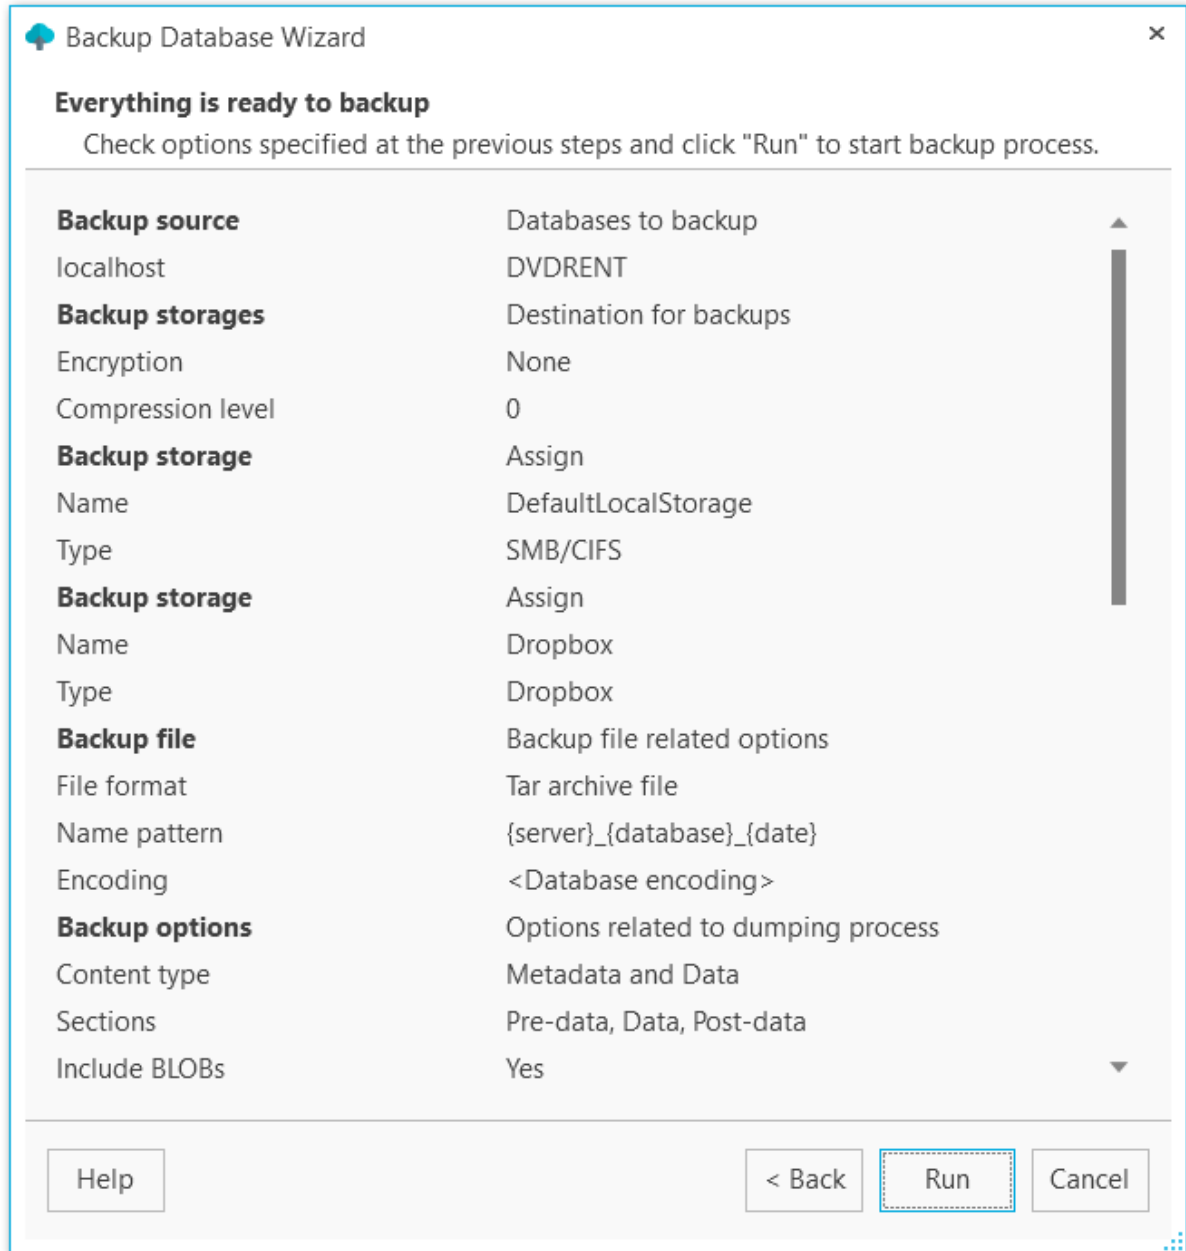 Backup Database Wizard
Everything is ready to backup
Check options specified at the previous steps and click "Run" to start backup process.
Backup source Databases to backup
localhost DVDRENT
Backup storages Destination for backups
Encryption None
Compression level 0
Backup storage Assign
Name DefaultLocalStorage
Type SMB/CIFS
Backup storage Assign
Name Dropbox
Type Dropbox
Backup file Backup file related options
File format Tar archive file
Name pattern {server}_{database}_{date}
Encoding <Database encoding>
Backup options Options related to dumping process
Content type Metadata and Data
Sections Pre-data, Data, Post-data
Include BLOBs Yes
Help < Back Run Cancel